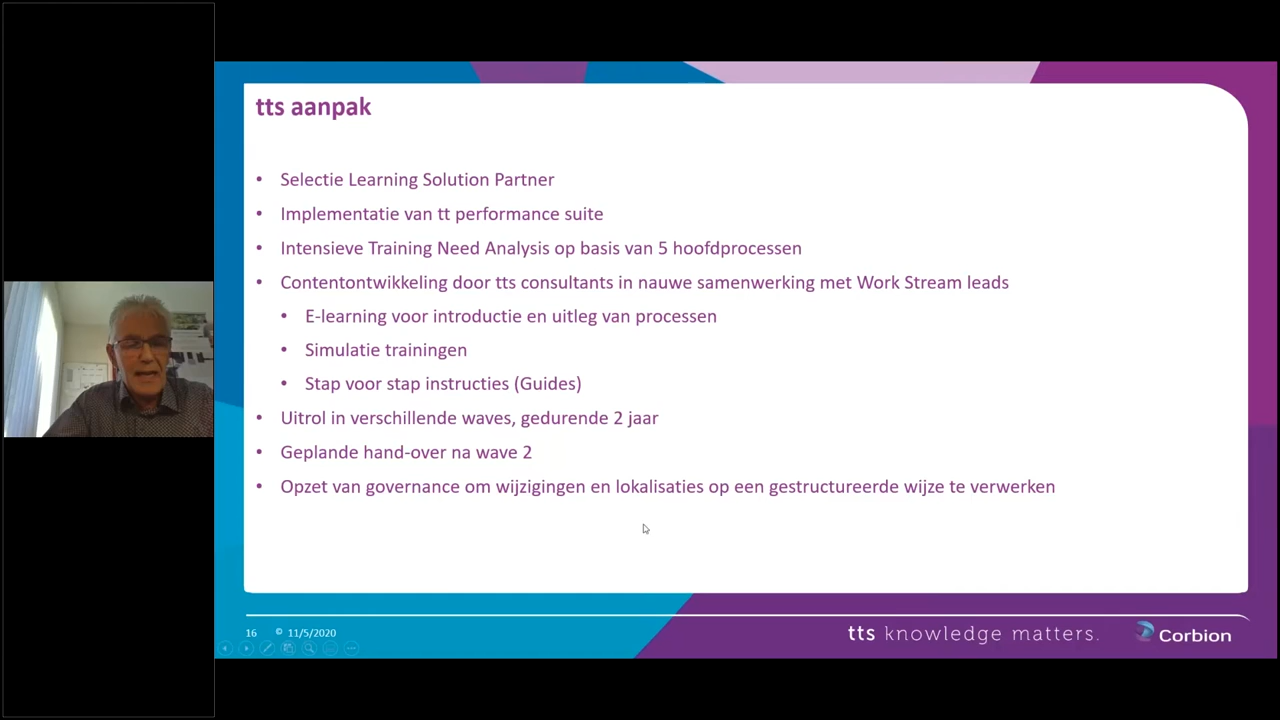 tts aanpak
• Selectie Learning Solution Partner
• Implementatie van tt performance suite
• Intensieve Training Need Analysis op basis van 5 hoofdprocessen
• Contentontwikkeling door tts consultants in nauwe samenwerking met Work Stream leads
• E-learning voor introductie en uitleg van processen
• Simulatie trainingen
• Stap voor stap instructies (Guides)
• Uitrol in verschillende waves, gedurende 2 jaar
• Geplande hand-over na wave 2
• Opzet van governance om wijzigingen en lokalisaties op een gestructureerde wijze te verwerken
16 © 11/5/2020
tts knowledge matters.
Corbion